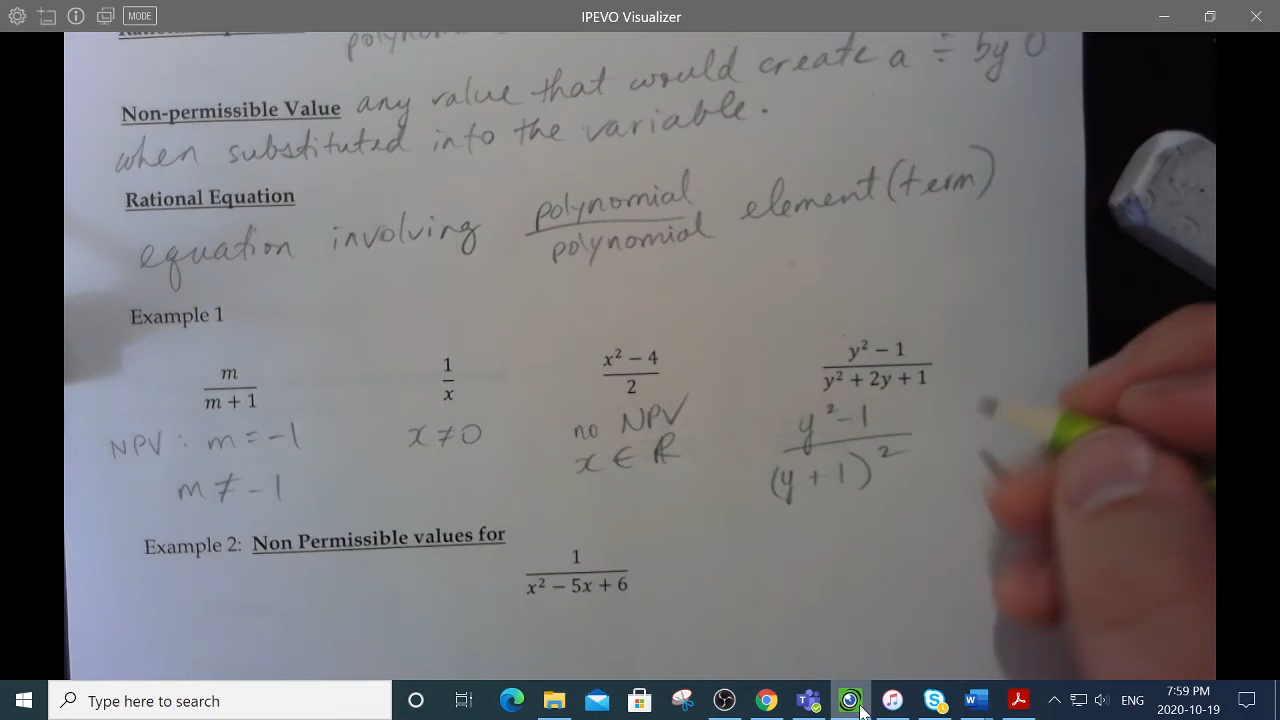 MODE
IPEVO Visualizer
Non-permissible Value any value that would create a ÷ by 0
when substituted into the variable.
Rational Equation
equation involving polynomial / polynomial element (term)
Example 1
m / m + 1
1 / x
x² − 4 / 2
y² − 1 / y² + 2y + 1
NPV : m = -1
m ≠ -1
x ≠ 0
no NPV
x ∈ ℝ
y² - 1 / (y + 1)²
Example 2: Non Permissible values for
1 / x² − 5x + 6
Type here to search
ENG
7:59 PM
2020-10-19